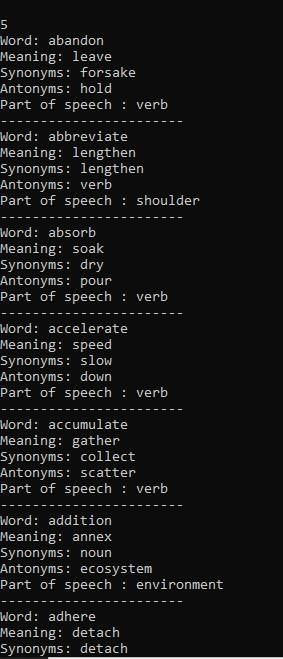 5
Word: abandon
Meaning: leave
Synonyms: forsake
Antonyms: hold
Part of speech : verb
-----------------------
Word: abbreviate
Meaning: lengthen
Synonyms: lengthen
Antonyms: verb
Part of speech : shoulder
-----------------------
Word: absorb
Meaning: soak
Synonyms: dry
Antonyms: pour
Part of speech : verb
-----------------------
Word: accelerate
Meaning: speed
Synonyms: slow
Antonyms: down
Part of speech : verb
-----------------------
Word: accumulate
Meaning: gather
Synonyms: collect
Antonyms: scatter
Part of speech : verb
-----------------------
Word: addition
Meaning: annex
Synonyms: noun
Antonyms: ecosystem
Part of speech : environment
-----------------------
Word: adhere
Meaning: detach
Synonyms: detach